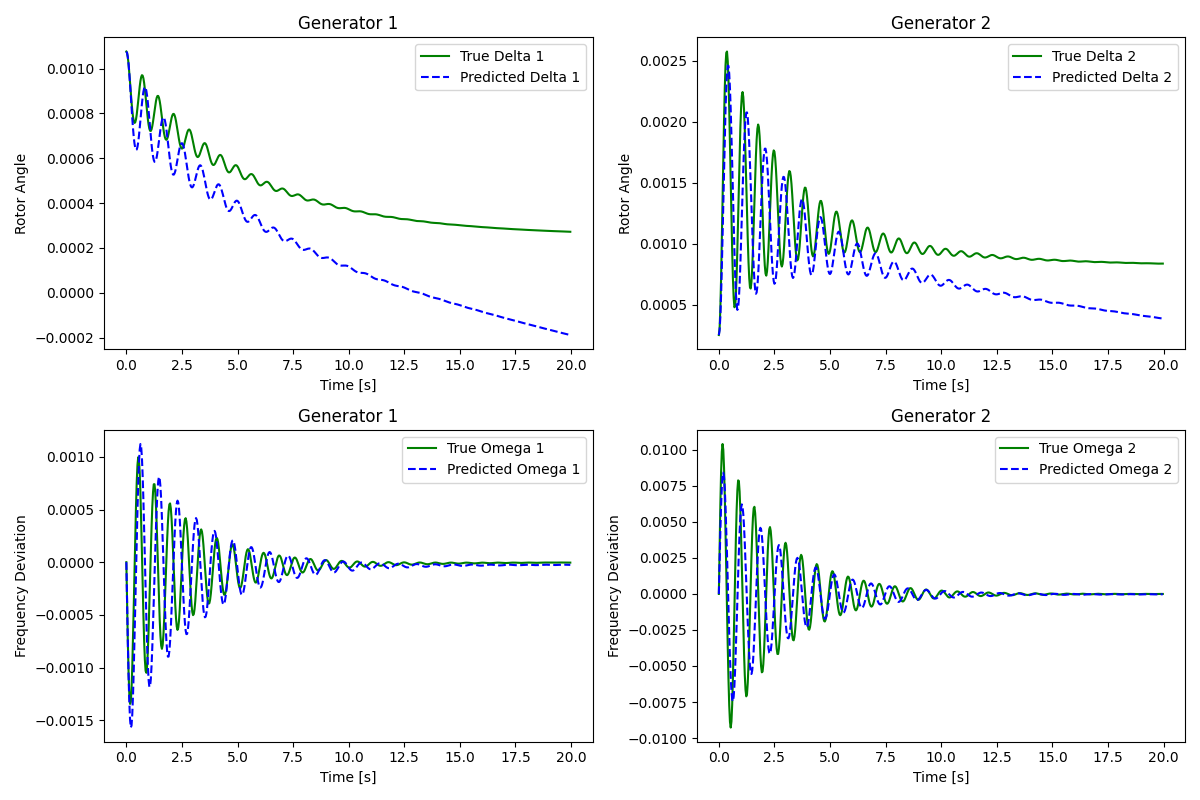 Generator 1
True Delta 1
Predicted Delta 1
0.0010
0.0008
0.0006
0.0004
0.0002
0.0000
−0.0002
Rotor Angle
0.0 2.5 5.0 7.5 10.0 12.5 15.0 17.5 20.0
Time [s]
Generator 2
True Delta 2
Predicted Delta 2
0.0025
0.0020
0.0015
0.0010
0.0005
Rotor Angle
0.0 2.5 5.0 7.5 10.0 12.5 15.0 17.5 20.0
Time [s]
Generator 1
True Omega 1
Predicted Omega 1
0.0010
0.0005
0.0000
−0.0005
−0.0010
−0.0015
Frequency Deviation
0.0 2.5 5.0 7.5 10.0 12.5 15.0 17.5 20.0
Time [s]
Generator 2
True Omega 2
Predicted Omega 2
0.0100
0.0075
0.0050
0.0025
0.0000
−0.0025
−0.0050
−0.0075
−0.0100
Frequency Deviation
0.0 2.5 5.0 7.5 10.0 12.5 15.0 17.5 20.0
Time [s]